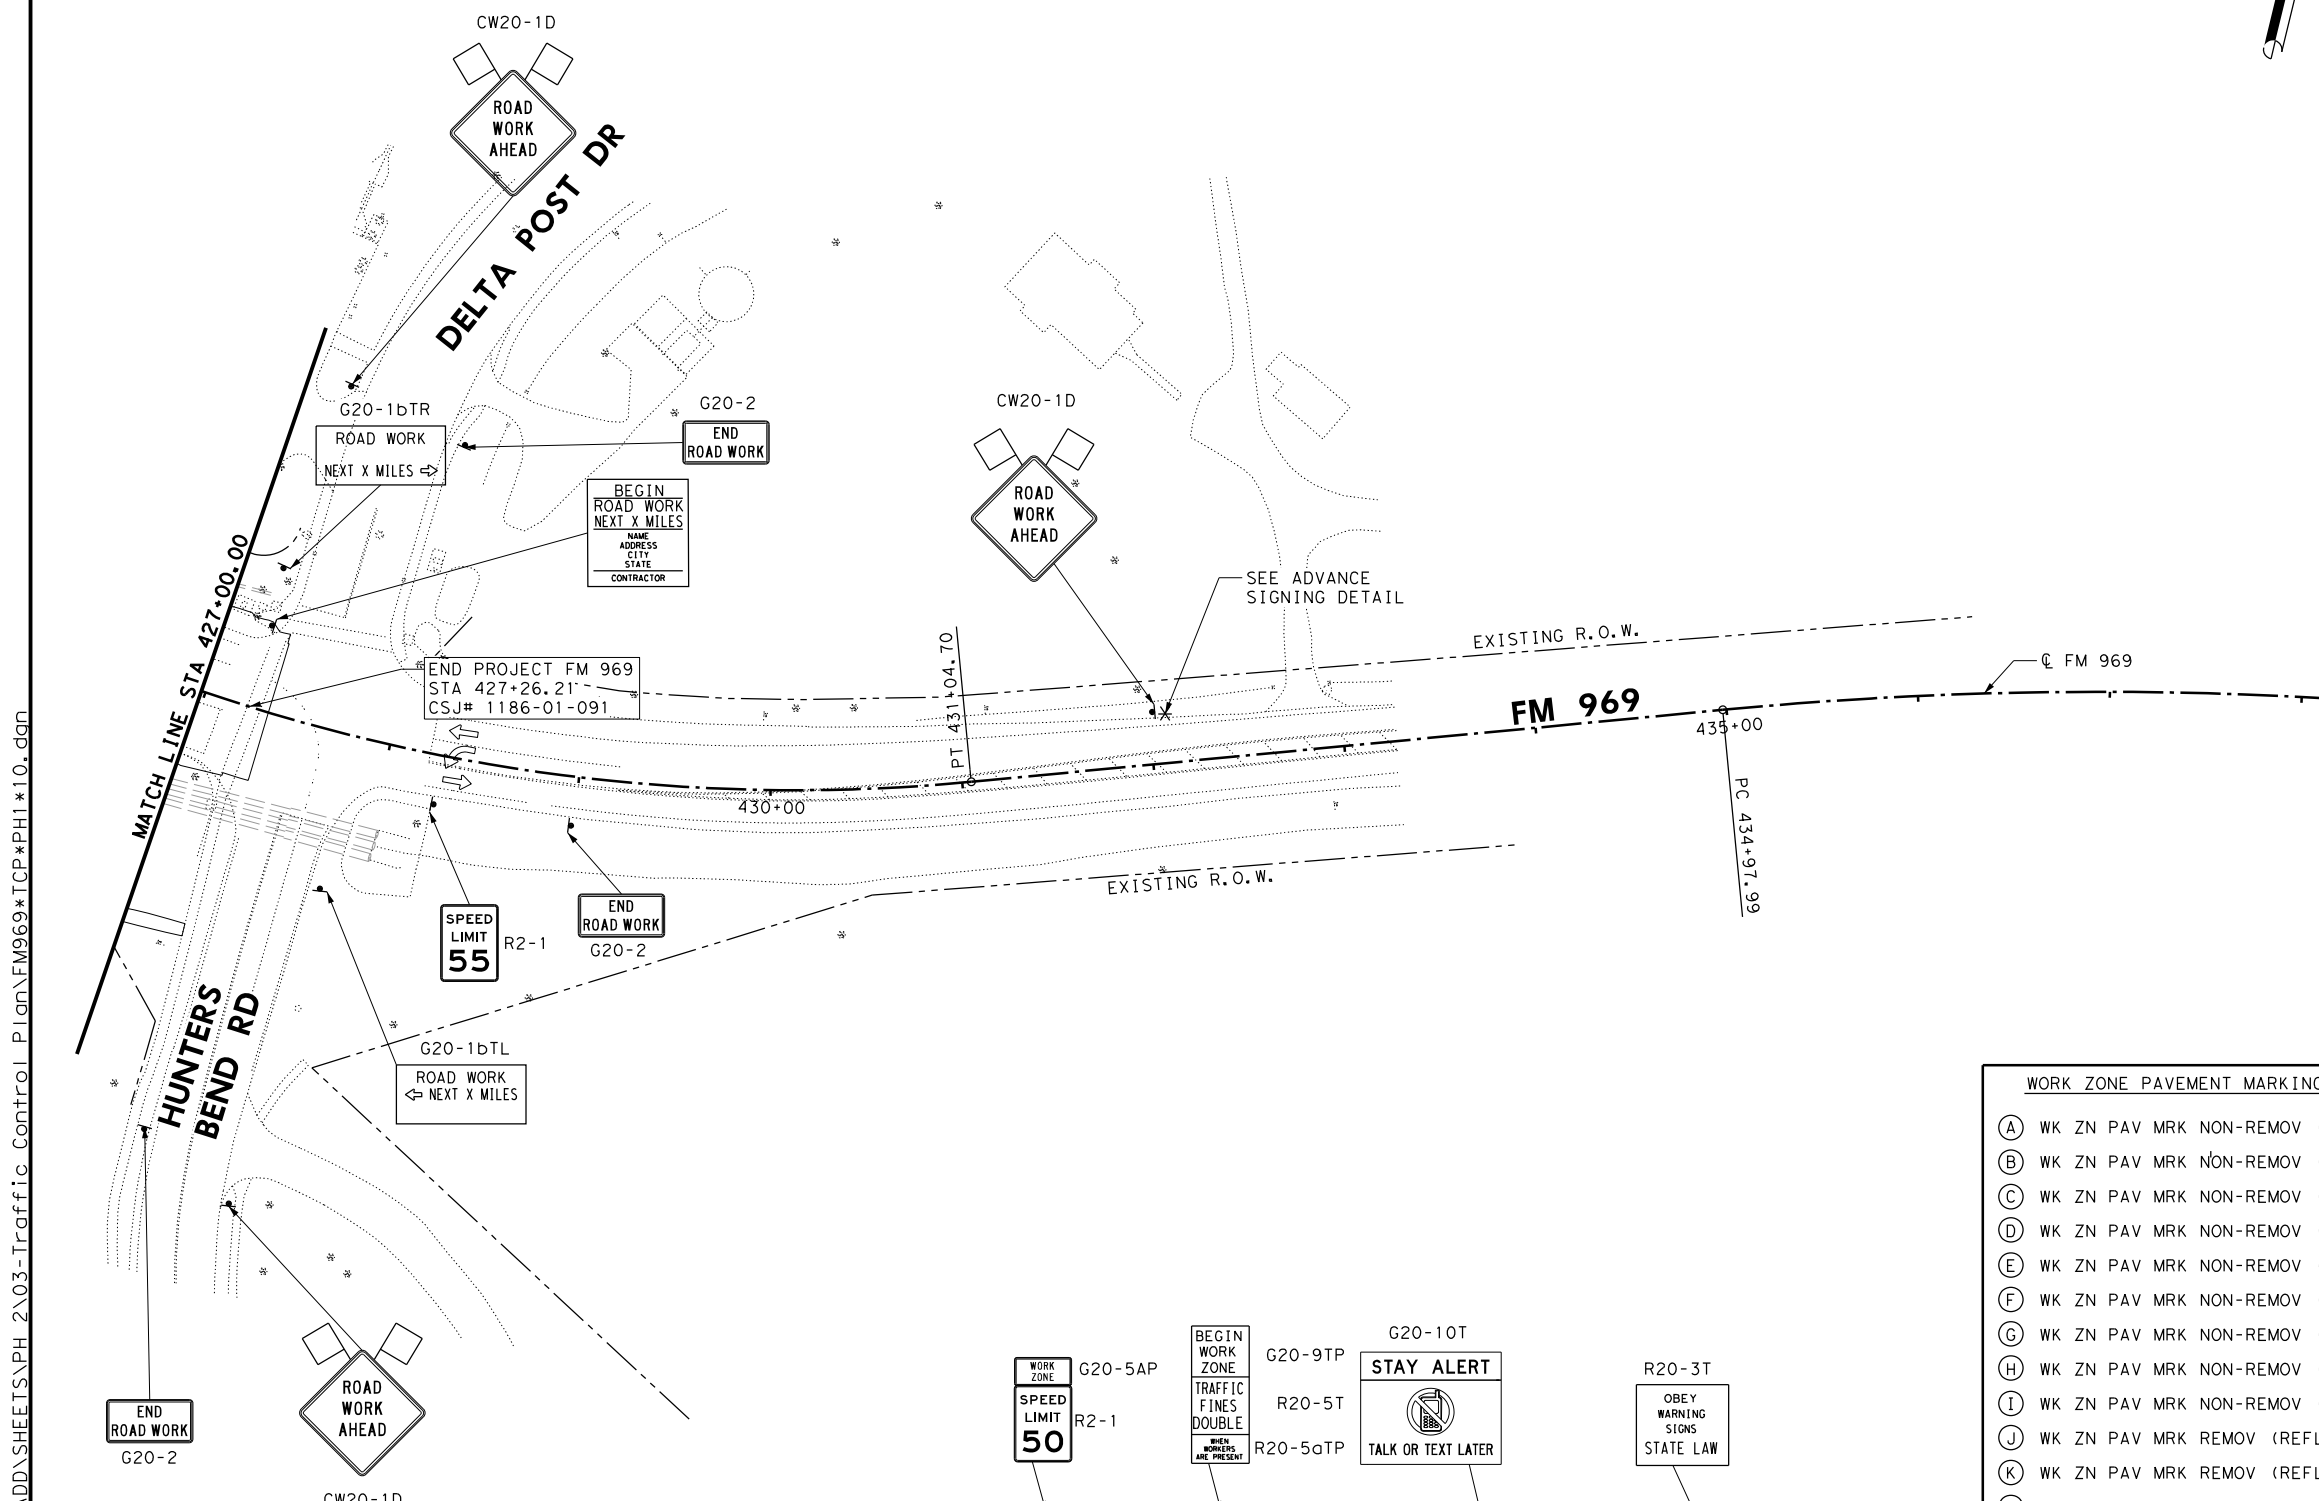 CW20-1D
ROAD
WORK
AHEAD
DELTA POST DR
G20-1bTR
ROAD WORK
NEXT X MILES
G20-2
END
ROAD WORK
BEGIN
ROAD WORK
NEXT X MILES
NAME
ADDRESS
CITY
STATE
CONTRACTOR
CW20-1D
ROAD
WORK
AHEAD
SEE ADVANCE
SIGNING DETAIL
MATCH LINE STA 427+00.00
END PROJECT FM 969
STA 427+26.21
CSJ# 1186-01-091
PT 431+04.70
EXISTING R.O.W.
℄ FM 969
FM 969
435+00
430+00
PC 434+97.99
EXISTING R.O.W.
SPEED
LIMIT
55
R2-1
END
ROAD WORK
G20-2
HUNTERS
BEND RD
G20-1bTL
ROAD WORK
NEXT X MILES
END
ROAD WORK
G20-2
ROAD
WORK
AHEAD
CW20-1D
WORK
ZONE
G20-5AP
SPEED
LIMIT
50
R2-1
BEGIN
WORK
ZONE
G20-9TP
TRAFFIC
FINES
DOUBLE
R20-5T
WHEN
WORKERS
ARE PRESENT
R20-5aTP
G20-10T
STAY ALERT
TALK OR TEXT LATER
R20-3T
OBEY
WARNING
SIGNS
STATE LAW
WORK ZONE PAVEMENT MARKING
A WK ZN PAV MRK NON-REMOV
B WK ZN PAV MRK NON-REMOV
C WK ZN PAV MRK NON-REMOV
D WK ZN PAV MRK NON-REMOV
E WK ZN PAV MRK NON-REMOV
F WK ZN PAV MRK NON-REMOV
G WK ZN PAV MRK NON-REMOV
H WK ZN PAV MRK NON-REMOV
I WK ZN PAV MRK NON-REMOV
J WK ZN PAV MRK REMOV (REFL
K WK ZN PAV MRK REMOV (REFL
ADD\SHEETS\PH 2\03-Traffic Control Plan\FM969*TCP*PH1*10.dgn